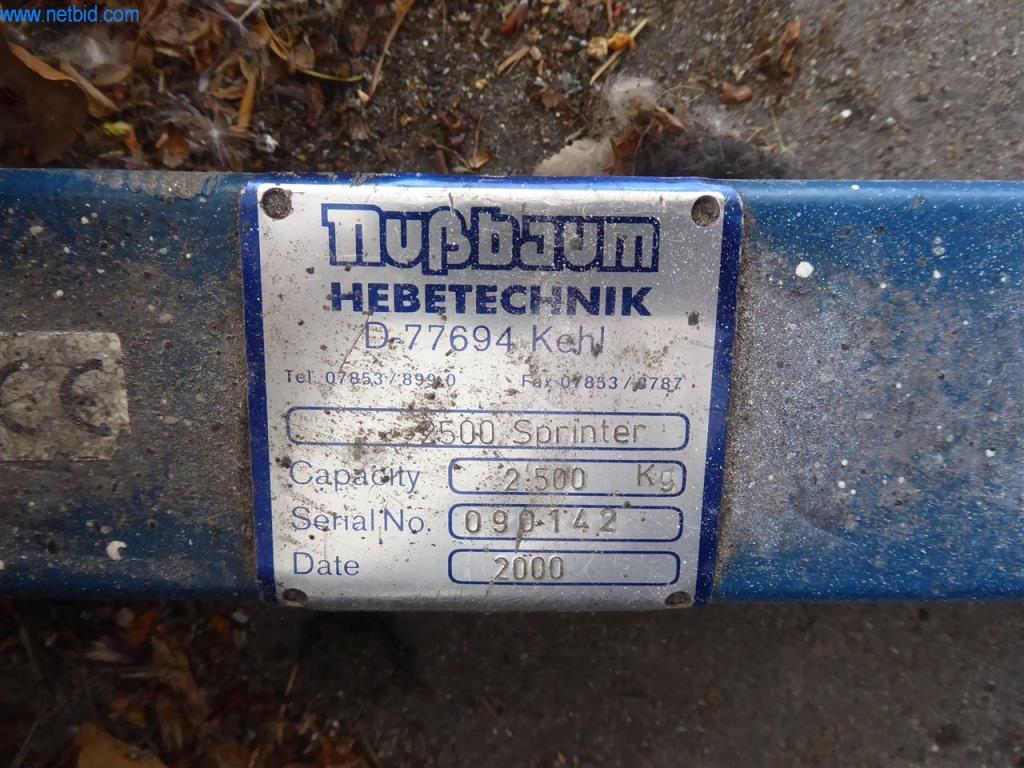 www.netbid.com
Nußbaum
HEBETECHNIK
D-77694 Kehl
Tel. 07853/899-0 Fax 07853/8787
2500 Sprinter
Capacity 2.500 Kg
Serial No. 090142
Date 2000
CE